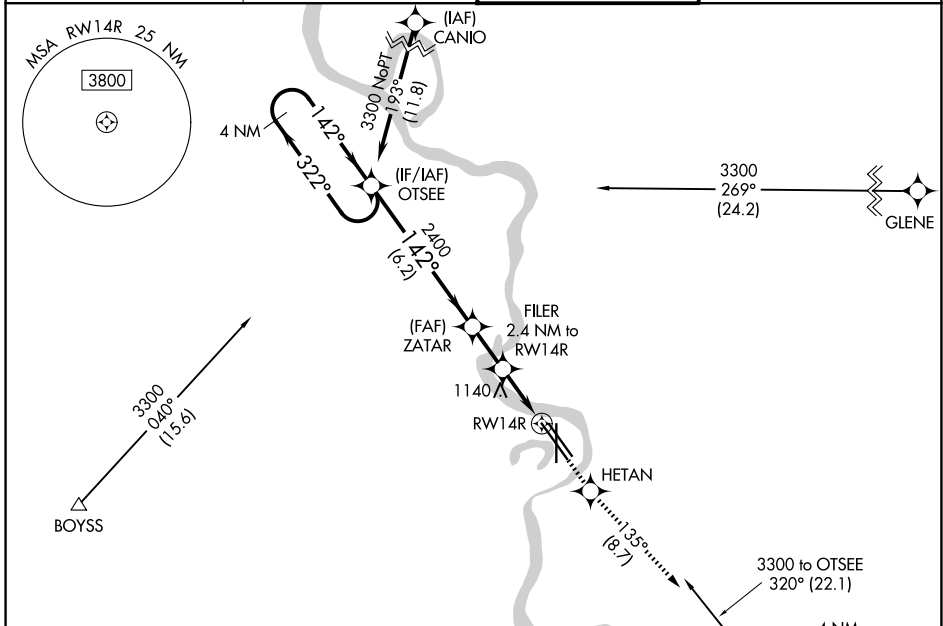 MSA RW14R 25 NM
3800
(IAF)
CANIO
3300 NoPT
193°
(11.8)
4 NM
142°
322°
(IF/IAF)
OTSEE
3300
269°
(24.2)
GLENE
2400
142°
(6.2)
(FAF)
ZATAR
FILER
2.4 NM to
RW14R
1140
RW14R
3300
040°
(15.6)
BOYSS
HETAN
135°
(8.7)
3300 to OTSEE
320° (22.1)
4 NM